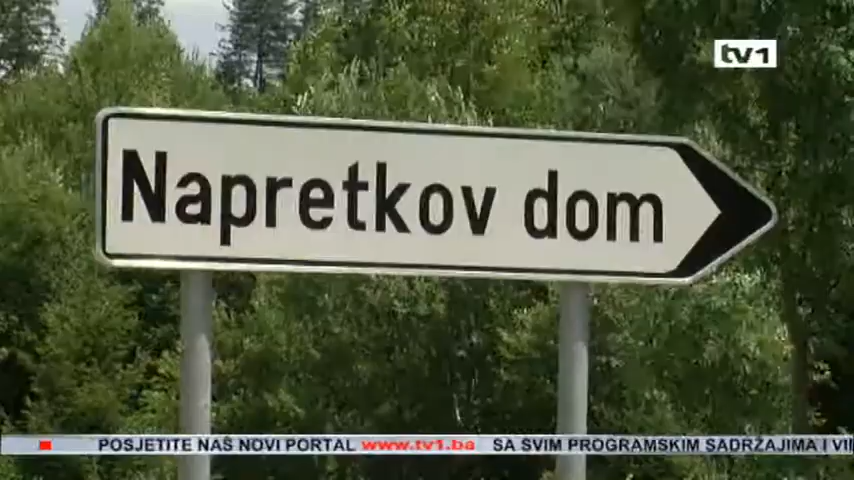 tv1
Napretkov dom
POSJETITE NAŠ NOVI PORTAL www.tv1.ba SA SVIM PROGRAMSKIM SADRŽAJIMA I